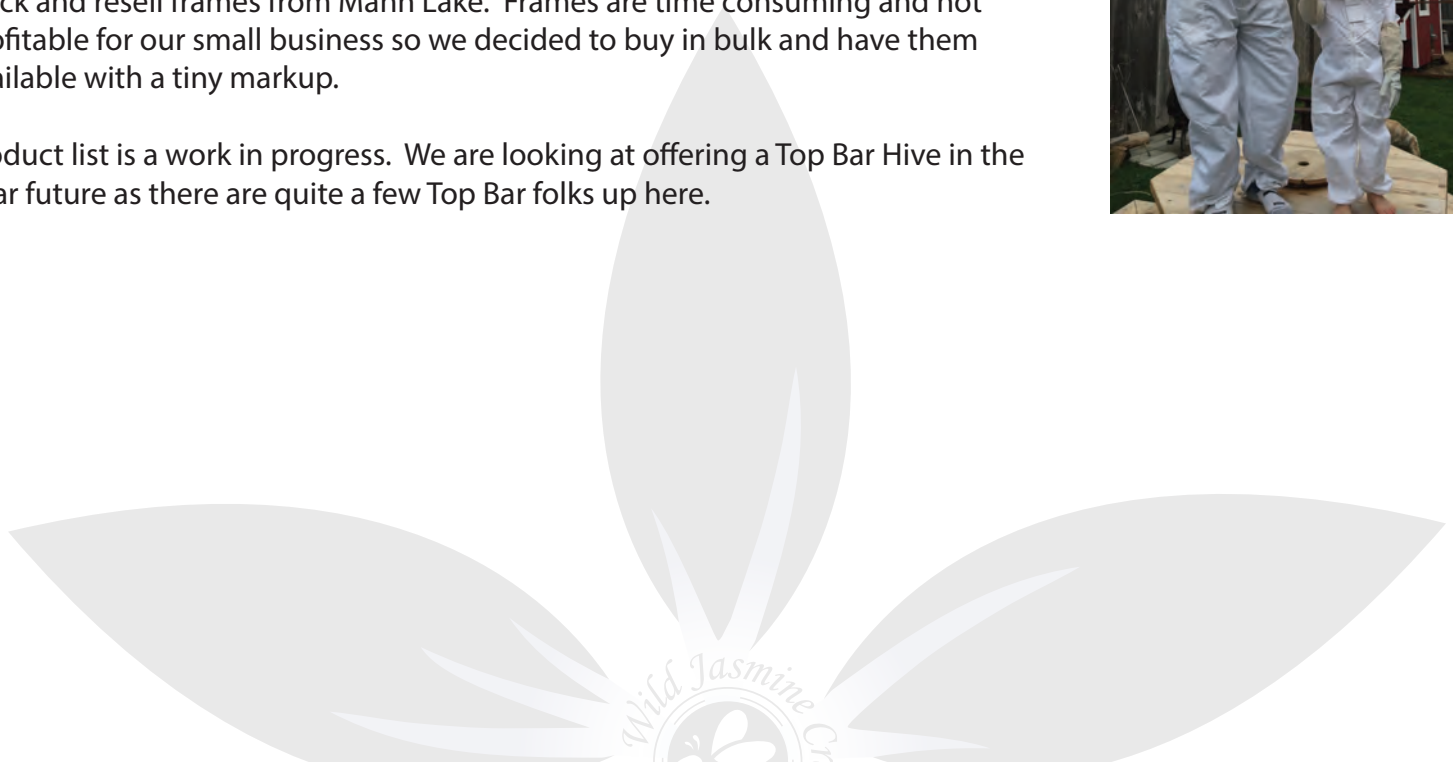 ck and resell frames from Mann Lake.  Frames are time consuming and not
ofitable for our small business so we decided to buy in bulk and have them
ailable with a tiny markup.
oduct list is a work in progress.  We are looking at offering a Top Bar Hive in the
ar future as there are quite a few Top Bar folks up here.
Wild Jasmine Cr